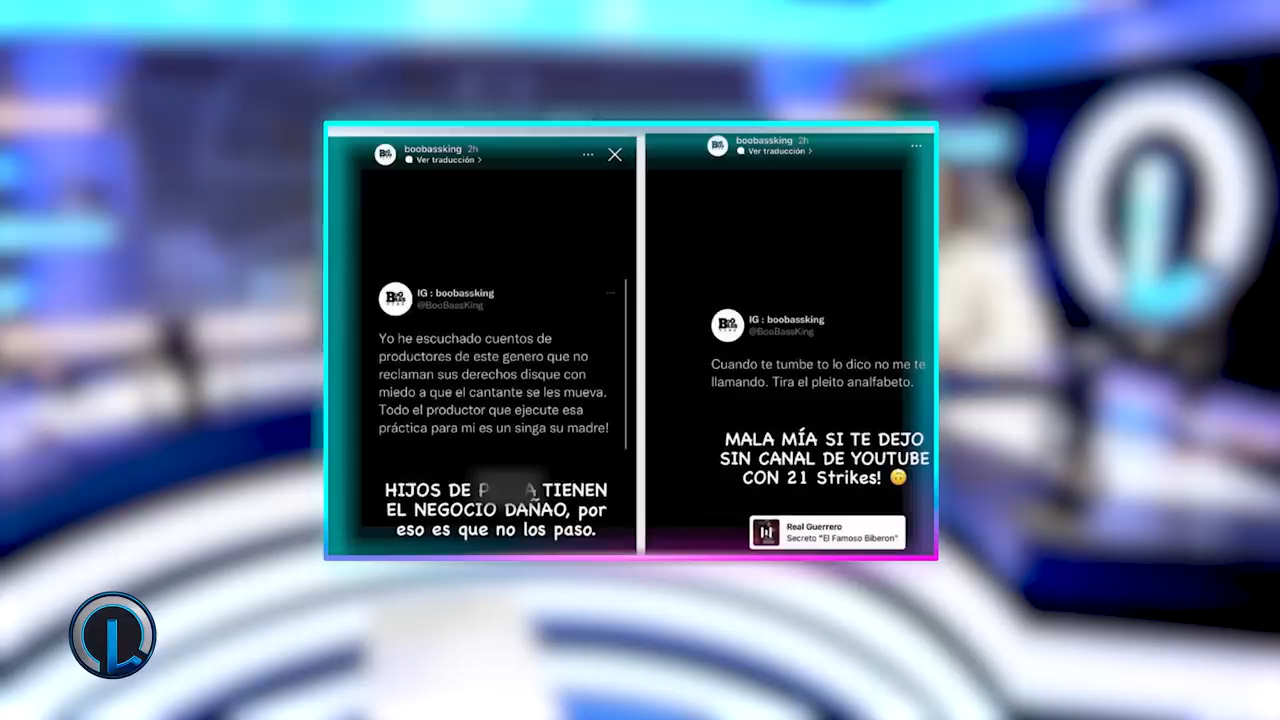 boobassking 2h
Ver traducción >
IG : boobassking
@BooBassKing
Yo he escuchado cuentos de
productores de este genero que no
reclaman sus derechos disque con
miedo a que el cantante se les mueva.
Todo el productor que ejecute esa
práctica para mi es un singa su madre!
HIJOS DE P A TIENEN
EL NEGOCIO DAÑAO, por
eso es que no los paso.
boobassking 2h
Ver traducción >
IG : boobassking
@BooBassKing
Cuando te tumbe to lo dico no me te
llamando. Tira el pleito analfabeto.
MALA MÍA SI TE DEJO
SIN CANAL DE YOUTUBE
CON 21 Strikes! 🙃
Real Guerrero
Secreto "El Famoso Biberon"